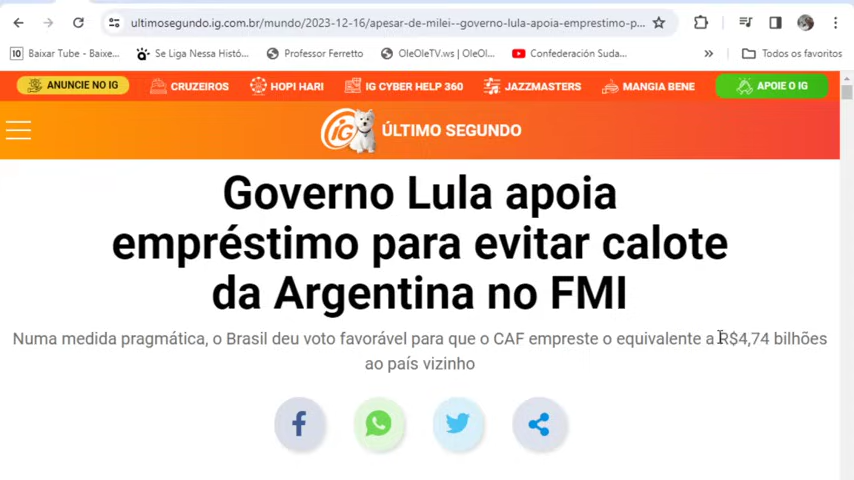 ultimosegundo.ig.com.br/mundo/2023-12-16/apesar-de-milei--governo-lula-apoia-emprestimo-p...
10 Baixar Tube - Baixe... Se Liga Nessa Histó... Professor Ferretto OleOleTV.ws | OleOl... Confederación Suda... » Todos os favoritos
ANUNCIE NO IG CRUZEIROS HOPI HARI IG CYBER HELP 360 JAZZMASTERS MANGIA BENE APOIE O IG
iG ÚLTIMO SEGUNDO
Governo Lula apoia
empréstimo para evitar calote
da Argentina no FMI
Numa medida pragmática, o Brasil deu voto favorável para que o CAF empreste o equivalente a R$4,74 bilhões
ao país vizinho